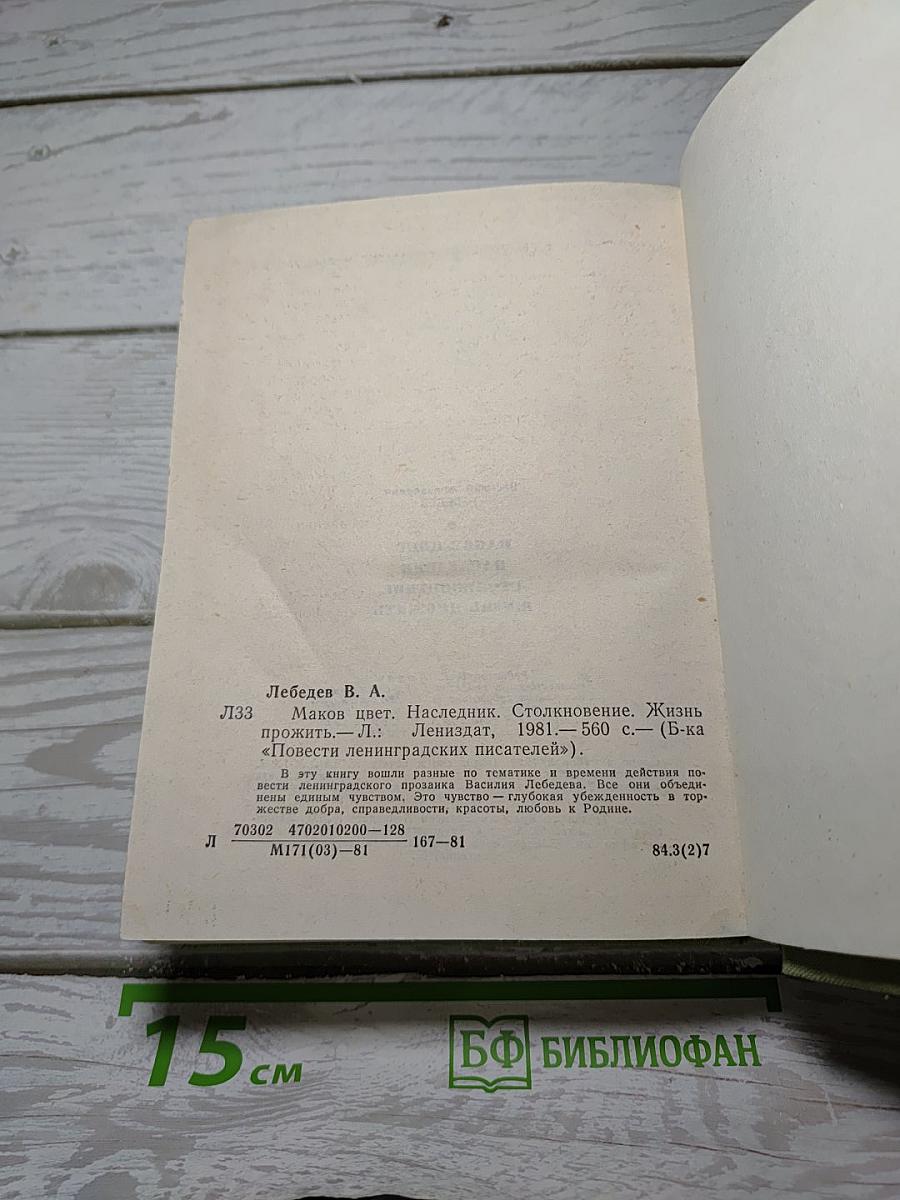 Лебедев В. А.
Л33 Маков цвет. Наследник. Столкновение. Жизнь
прожить.— Л.: Лениздат, 1981.— 560 с.— (Б-ка
«Повести ленинградских писателей»).
В эту книгу вошли разные по тематике и времени действия по-
вести ленинградского прозаика Василия Лебедева. Все они объеди-
нены единым чувством. Это чувство — глубокая убежденность в тор-
жестве добра, справедливости, красоты, любовь к Родине.
70302 4702010200—128
Л 167—81
М171(03)—81
84.3(2)7
15 см
БФ БИБЛИОФАН